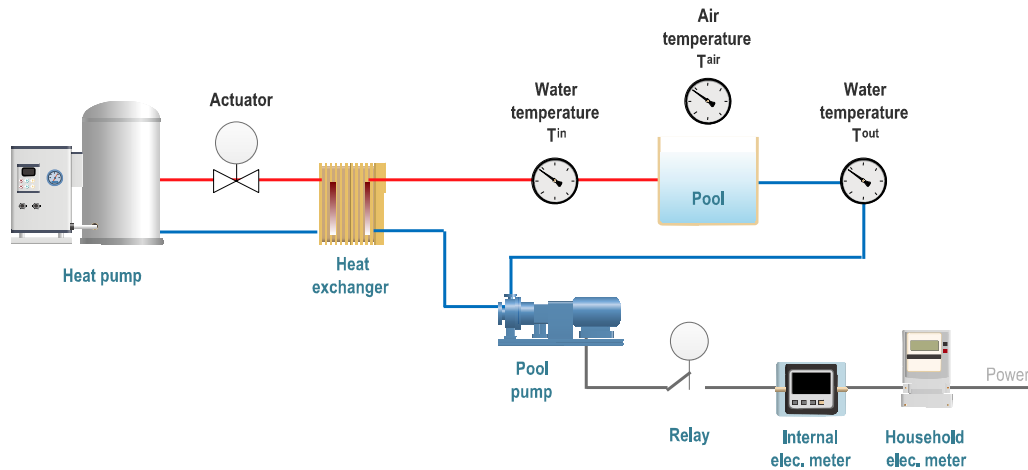 Air
temperature
Tair
Water
temperature
Tin
Water
temperature
Tout
Actuator
Pool
Heat pump
Heat
exchanger
Pool
pump
Power
Relay
Internal
elec. meter
Household
elec. meter